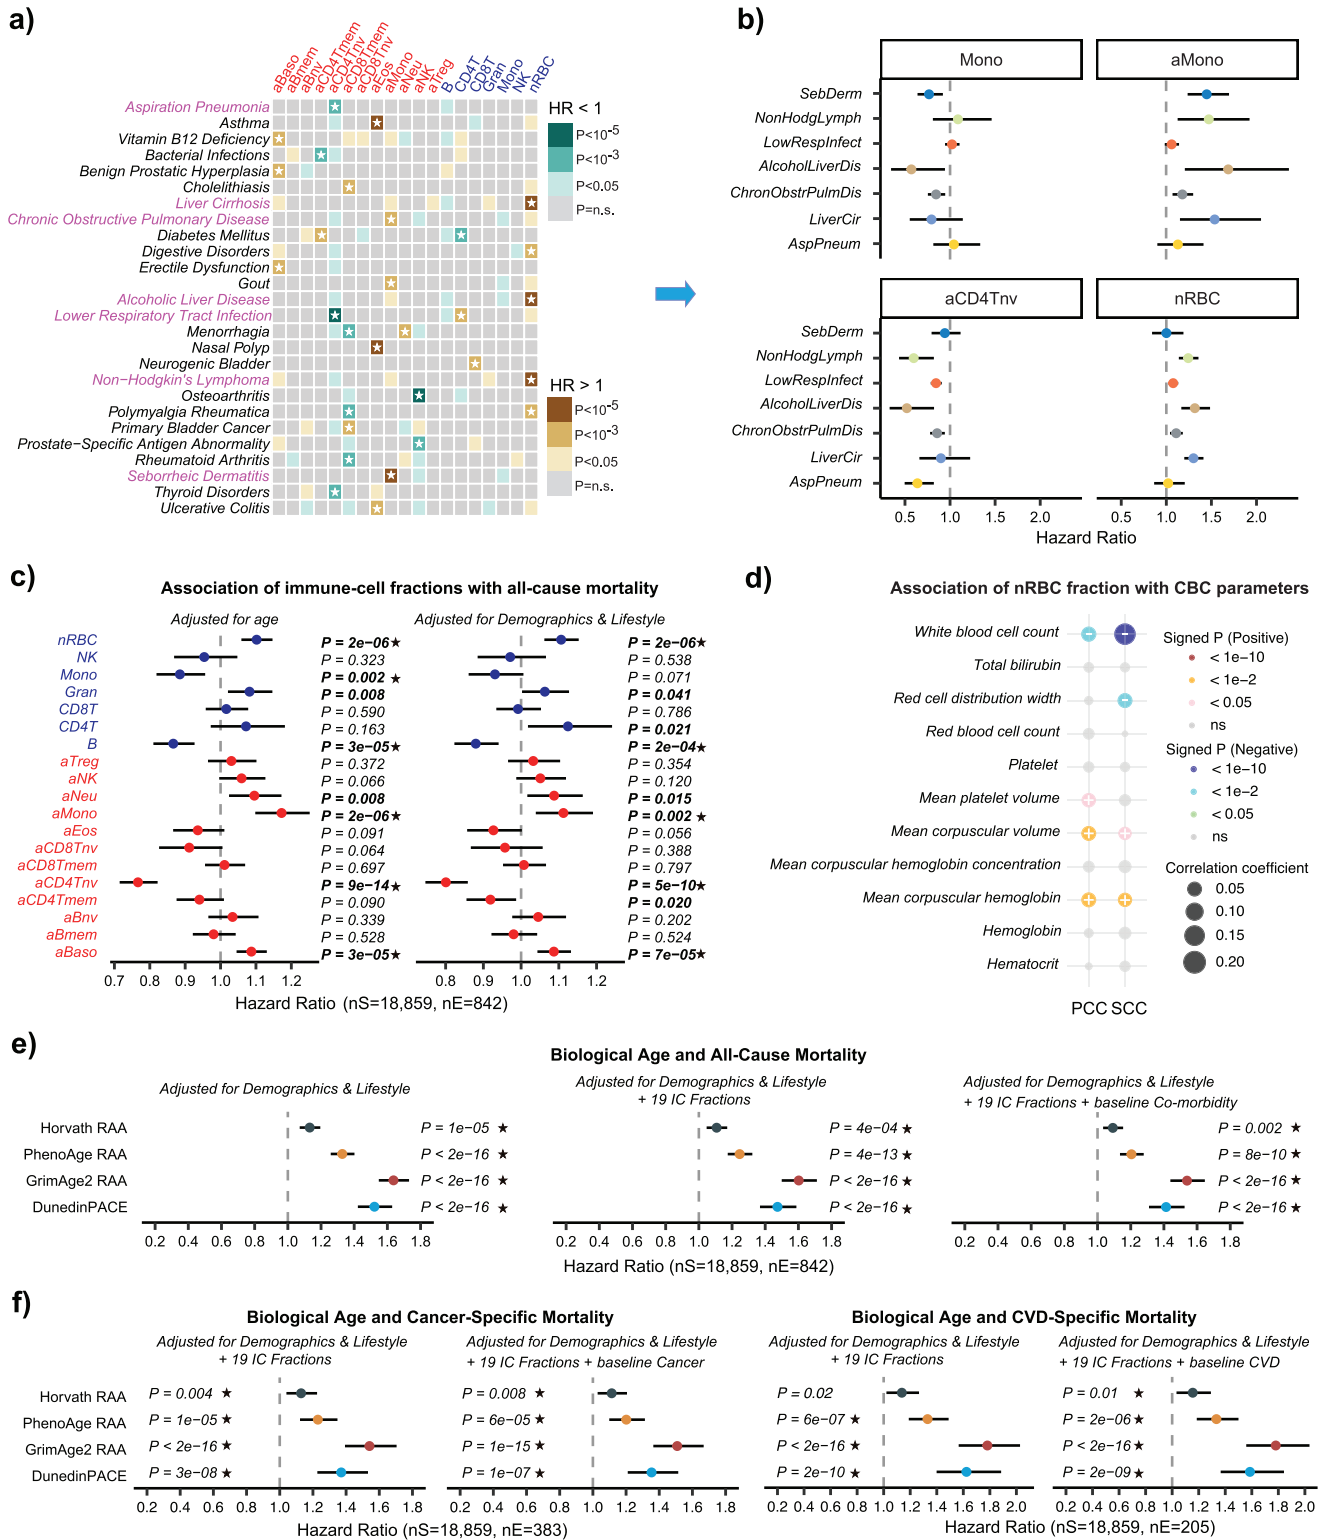 a)
aBaso
aBmem
aBnv
aCD4Tmem
aCD4Tnv
aCD8Tmem
aCD8Tnv
aEos
aMono
aNeu
aNK
aTreg
B
CD4T
CD8T
Gran
Mono
NK
nRBC
Aspiration Pneumonia
Asthma
Vitamin B12 Deficiency
Bacterial Infections
Benign Prostatic Hyperplasia
Cholelithiasis
Liver Cirrhosis
Chronic Obstructive Pulmonary Disease
Diabetes Mellitus
Digestive Disorders
Erectile Dysfunction
Gout
Alcoholic Liver Disease
Lower Respiratory Tract Infection
Menorrhagia
Nasal Polyp
Neurogenic Bladder
Non−Hodgkin's Lymphoma
Osteoarthritis
Polymyalgia Rheumatica
Primary Bladder Cancer
Prostate−Specific Antigen Abnormality
Rheumatoid Arthritis
Seborrheic Dermatitis
Thyroid Disorders
Ulcerative Colitis
HR < 1
P<10-5
P<10-3
P<0.05
P=n.s.
HR > 1
P<10-5
P<10-3
P<0.05
P=n.s.
b)
Mono
aMono
SebDerm
NonHodgLymph
LowRespInfect
AlcoholLiverDis
ChronObstrPulmDis
LiverCir
AspPneum
aCD4Tnv
nRBC
SebDerm
NonHodgLymph
LowRespInfect
AlcoholLiverDis
ChronObstrPulmDis
LiverCir
AspPneum
0.5 1.0 1.5 2.0
0.5 1.0 1.5 2.0
Hazard Ratio
c)
Association of immune-cell fractions with all-cause mortality
Adjusted for age
Adjusted Demographics & Lifestyle
nRBC P = 2e−06★ P = 2e−06★
NK P = 0.323 P = 0.538
Mono P = 0.002 ★ P = 0.071
Gran P = 0.008 P = 0.041
CD8T P = 0.590 P = 0.786
CD4T P = 0.163 P = 0.021
B P = 3e−05★ P = 2e−04★
aTreg P = 0.372 P = 0.354
aNK P = 0.066 P = 0.120
aNeu P = 0.008 P = 0.015
aMono P = 2e−06★ P = 0.002 ★
aEos P = 0.091 P = 0.056
aCD8Tnv P = 0.064 P = 0.388
aCD8Tmem P = 0.697 P = 0.797
aCD4Tnv P = 9e−14★ P = 5e−10★
aCD4Tmem P = 0.090 P = 0.020
aBnv P = 0.339 P = 0.202
aBmem P = 0.528 P = 0.524
aBaso P = 3e−05★ P = 7e−05★
0.7 0.8 0.9 1.0 1.1 1.2
0.8 0.9 1.0 1.1 1.2
Hazard Ratio (nS=18,859, nE=842)
d)
Association of nRBC fraction with CBC parameters
White blood cell count
Total bilirubin
Red cell distribution width
Red blood cell count
Platelet
Mean platelet volume
Mean corpuscular volume
Mean corpuscular hemoglobin concentration
Mean corpuscular hemoglobin
Hemoglobin
Hematocrit
PCC SCC
Signed P (Positive)
< 1e−10
< 1e−2
< 0.05
ns
Signed P (Negative)
< 1e−10
< 1e−2
< 0.05
ns
Correlation coefficient
0.05
0.10
0.15
0.20
e)
Biological Age and All-Cause Mortality
Adjusted for Demographics & Lifestyle
Adjusted for Demographics & Lifestyle
+ 19 IC Fractions
Adjusted for Demographics & Lifestyle
+ 19 IC Fractions + baseline Co-morbidity
Horvath RAA P = 1e−05 ★ P = 4e−04 ★ P = 0.002 ★
PhenoAge RAA P < 2e−16 ★ P = 4e−13 ★ P = 8e−10 ★
GrimAge2 RAA P < 2e−16 ★ P < 2e−16 ★ P < 2e−16 ★
DunedinPACE P < 2e−16 ★ P < 2e−16 ★ P < 2e−16 ★
0.2 0.4 0.6 0.8 1.0 1.2 1.4 1.6 1.8
0.2 0.4 0.6 0.8 1.0 1.2 1.4 1.6 1.8
0.2 0.4 0.6 0.8 1.0 1.2 1.4 1.6 1.8
Hazard Ratio (nS=18,859, nE=842)
f)
Biological Age and Cancer-Specific Mortality
Biological Age and CVD-Specific Mortality
Adjusted for Demographics & Lifestyle
+ 19 IC Fractions
Adjusted for Demographics & Lifestyle
+ 19 IC Fractions + baseline Cancer
Adjusted for Demographics & Lifestyle
+ 19 IC Fractions
Adjusted for Demographics & Lifestyle
+ 19 IC Fractions + baseline CVD
Horvath RAA P = 0.004 ★ P = 0.008 ★ P = 0.02 P = 0.01 ★
PhenoAge RAA P = 1e−05 ★ P = 6e−05 ★ P = 6e−07 ★ P = 2e−06 ★
GrimAge2 RAA P < 2e−16 ★ P = 1e−15 ★ P < 2e−16 ★ P < 2e−16 ★
DunedinPACE P = 3e−08 ★ P = 1e−07 ★ P = 2e−10 ★ P = 2e−09 ★
0.2 0.4 0.6 0.8 1.0 1.2 1.4 1.6 1.8
0.2 0.4 0.6 0.8 1.0 1.2 1.4 1.6 1.8
0.2 0.4 0.6 0.8 1.0 1.2 1.4 1.6 1.8 2.0
0.2 0.4 0.6 0.8 1.0 1.2 1.4 1.6 1.8 2.0
Hazard Ratio (nS=18,859, nE=383)
Hazard Ratio (nS=18,859, nE=205)